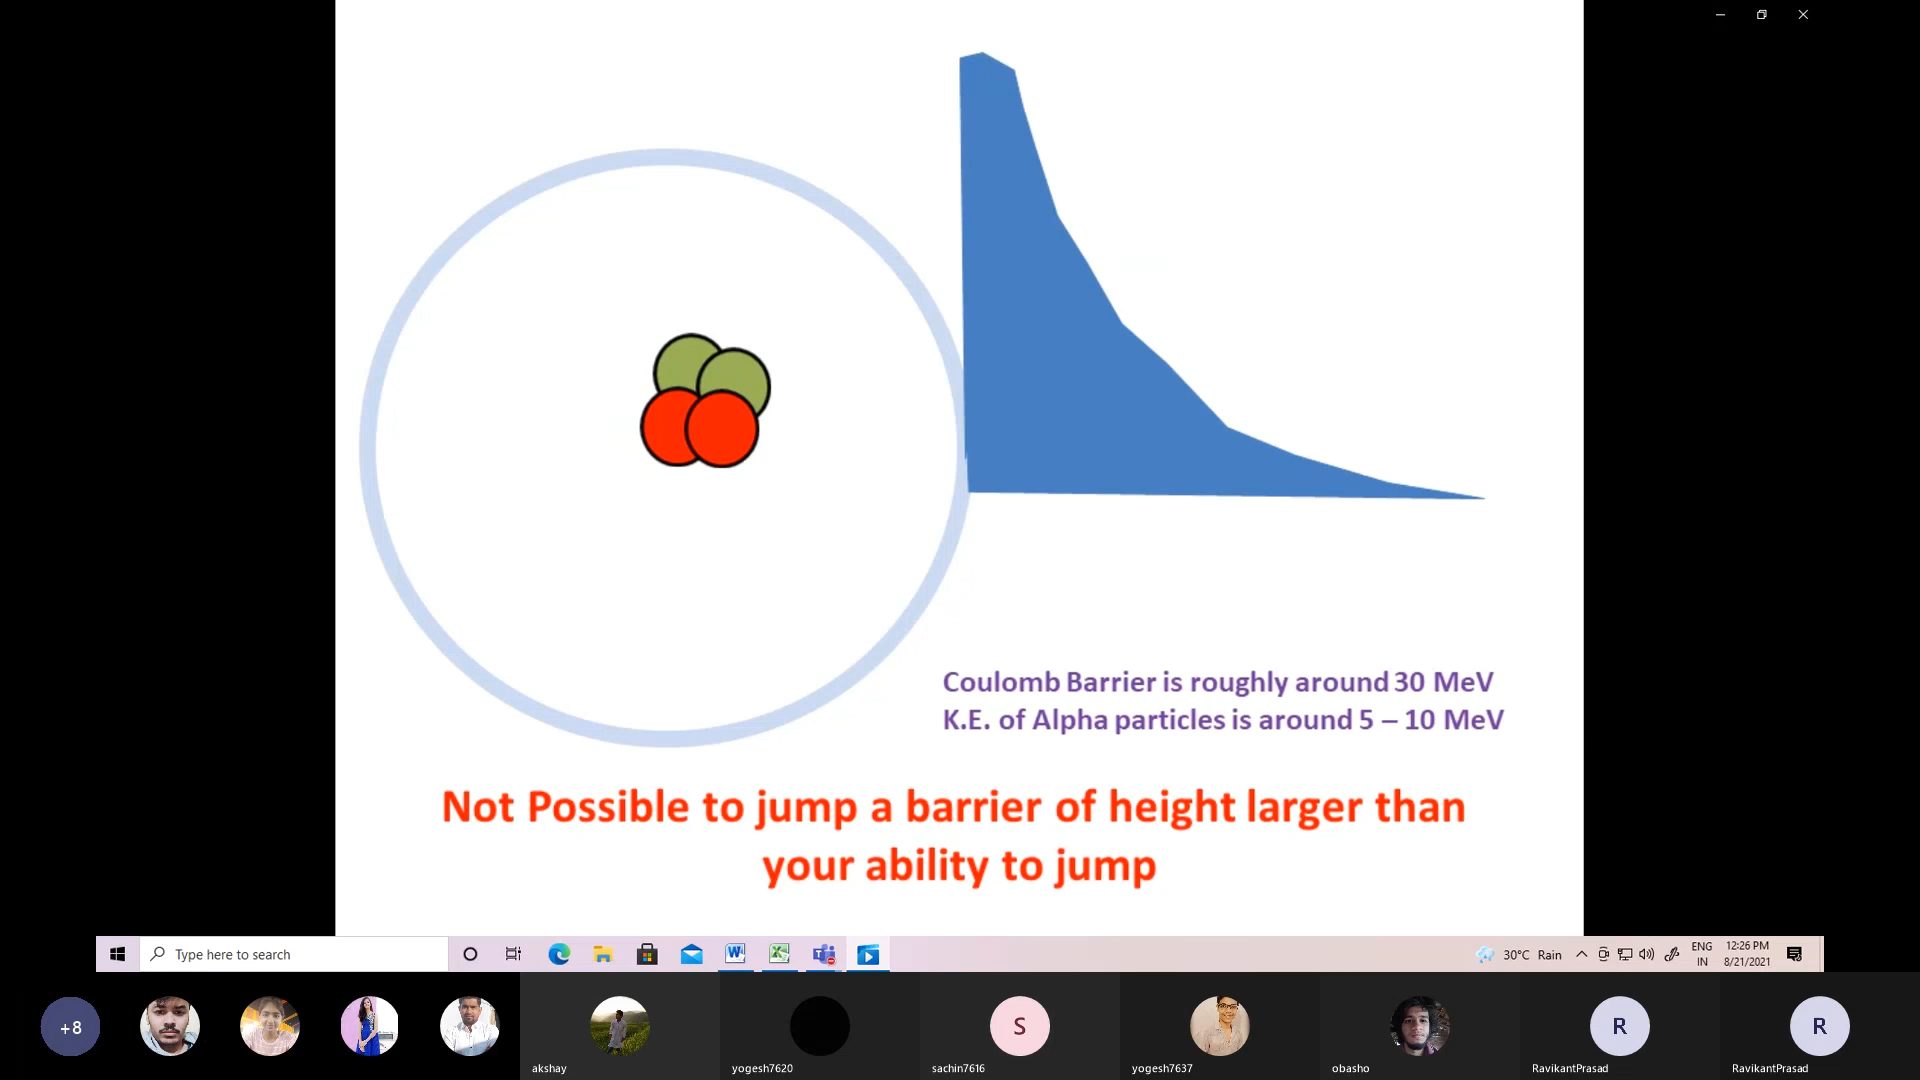 Coulomb Barrier is roughly around 30 MeV
K.E. of Alpha particles is around 5 – 10 MeV
Not Possible to jump a barrier of height larger than
your ability to jump
Type here to search
30°C Rain
ENG
IN
12:26 PM
8/21/2021
+8
S
R
R
akshay
yogesh7620
sachin7616
yogesh7637
obasho
RavikantPrasad
RavikantPrasad